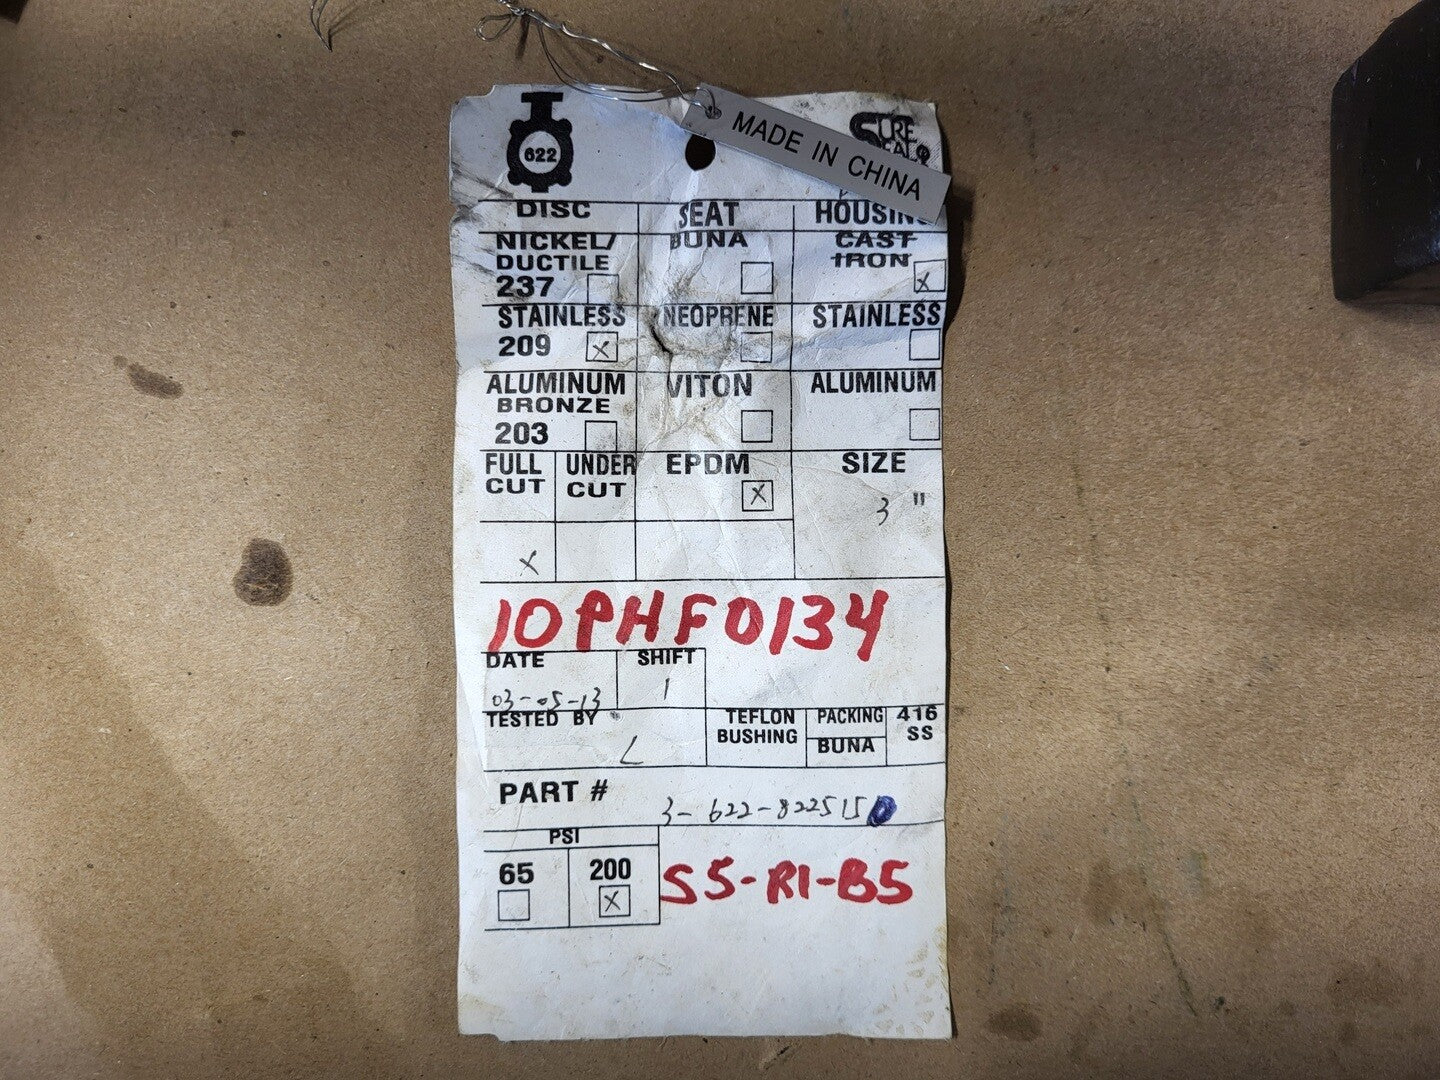 622
SURE
SEAL
MADE IN CHINA
DISC SEAT HOUSING
NICKEL/ BUNA CAST
DUCTILE IRON
237 X
STAINLESS NEOPRENE STAINLESS
209 X
ALUMINUM VITON ALUMINUM
BRONZE
203
FULL UNDER EPDM SIZE
CUT CUT X 3 "
X
10PHF0134
DATE SHIFT
03-05-13 1
TESTED BY TEFLON PACKING 416
BUSHING BUNA SS
L
PART # 3-622-822515
PSI
65 200 S5-R1-B5
X